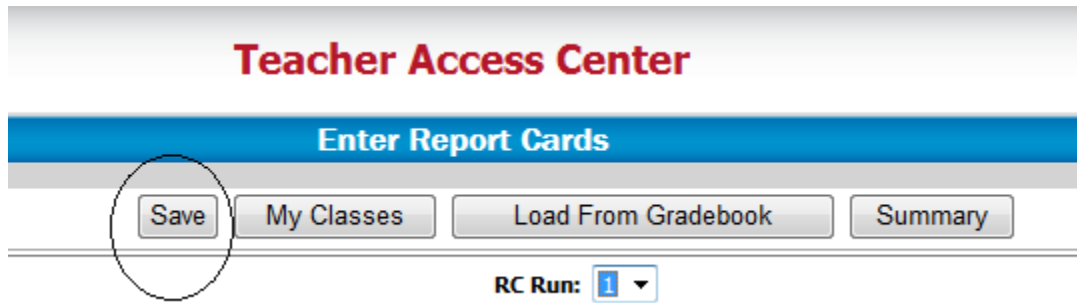 Teacher Access Center
Enter Report Cards
Save My Classes Load From Gradebook Summary
RC Run: 1